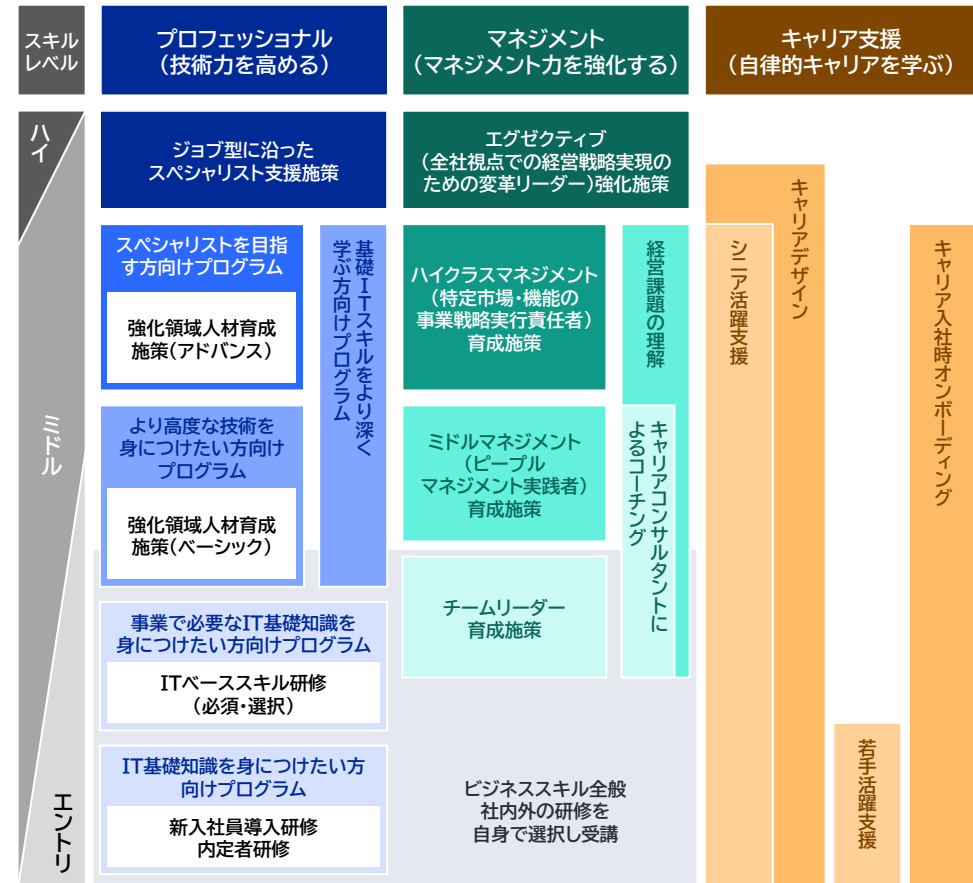 スキル
レベル
プロフェッショナル
（技術力を高める）
マネジメント
（マネジメント力を強化する）
キャリア支援
（自律的キャリアを学ぶ）
ハイ
ミドル
エントリ
ジョブ型に沿った
スペシャリスト支援施策
スペシャリストを目指
す方向けプログラム
強化領域人材育成
施策(アドバンス)
基礎ITスキルをより深く
学ぶ方向けプログラム
より高度な技術を
身につけたい方向け
プログラム
強化領域人材育成
施策(ベーシック)
事業で必要なIT基礎知識を
身につけたい方向けプログラム
ITベーススキル研修
（必須・選択）
IT基礎知識を身につけたい方
向けプログラム
新入社員導入研修
内定者研修
エグゼクティブ
(全社視点での経営戦略実現の
ための変革リーダー)強化施策
ハイクラスマネジメント
(特定市場・機能の
事業戦略実行責任者)
育成施策
経営課題の理解
ミドルマネジメント
(ピープル
マネジメント実践者)
育成施策
キャリアコンサルタントに
よるコーチング
チームリーダー
育成施策
ビジネススキル全般
社内外の研修を
自身で選択し受講
シニア活躍支援
キャリアデザイン
若手活躍支援
キャリア入社時オンボーディング